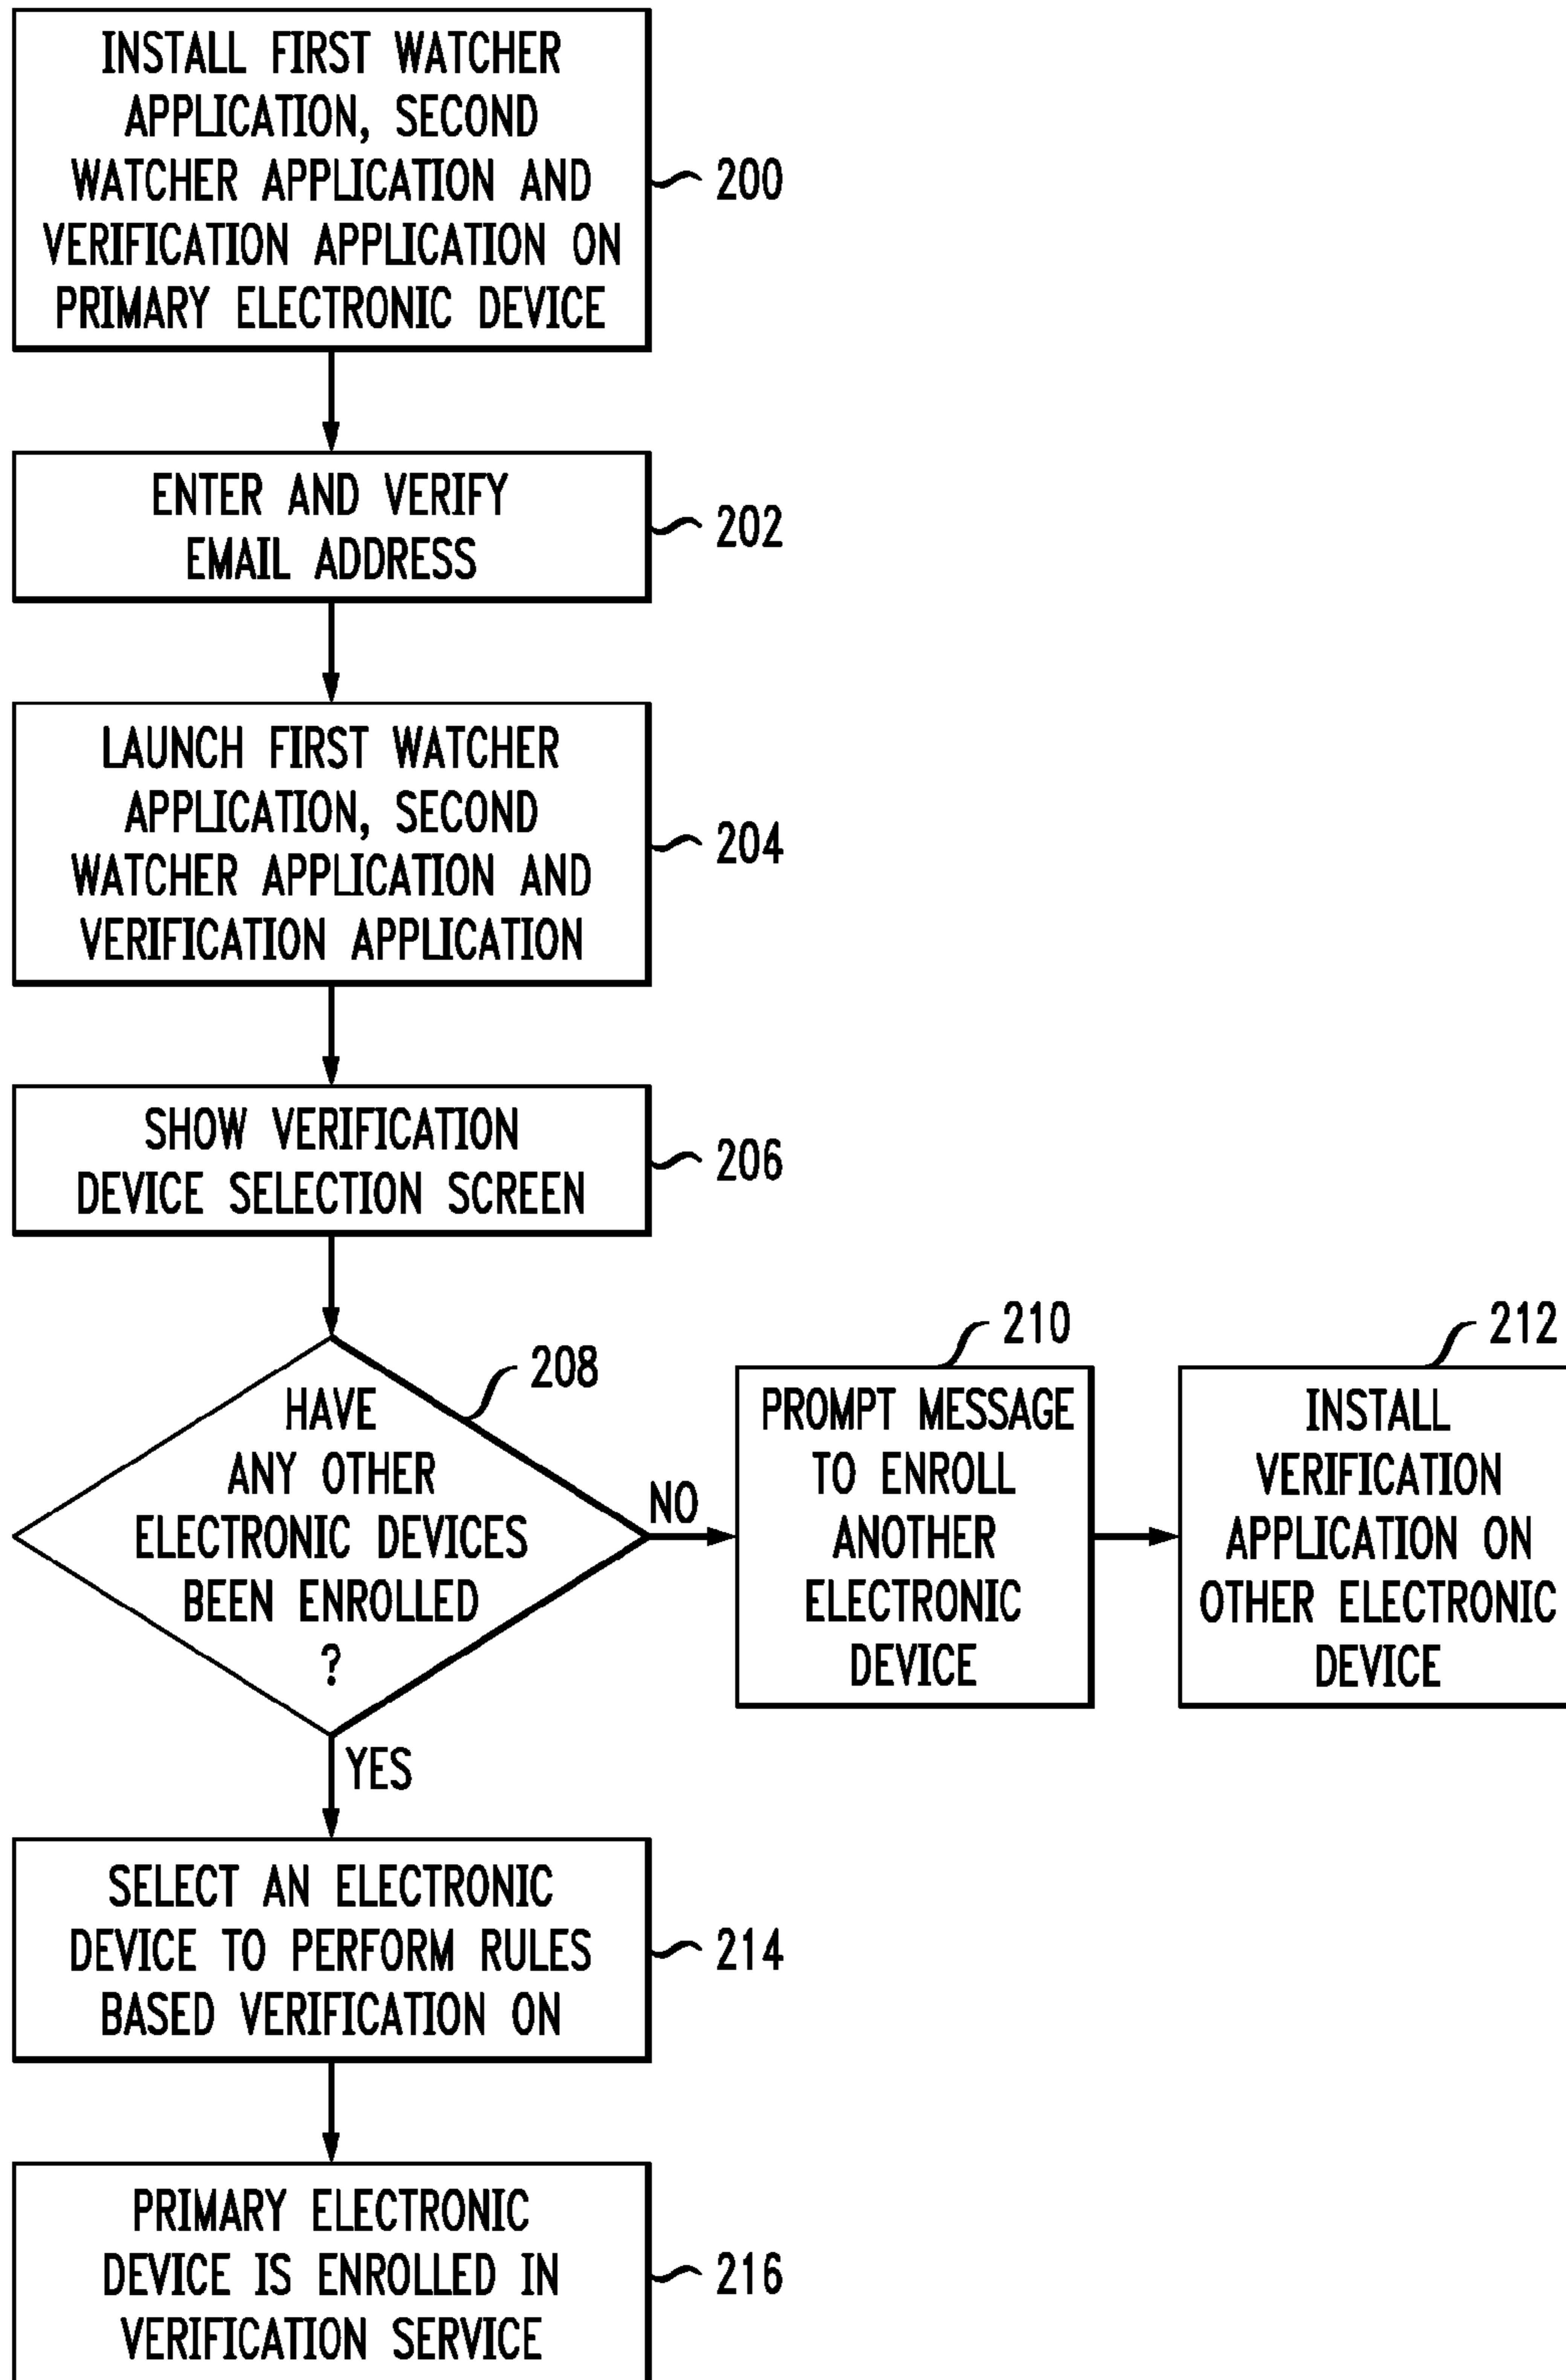 INSTALL FIRST WATCHER
APPLICATION, SECOND
WATCHER APPLICATION AND
VERIFICATION APPLICATION ON
PRIMARY ELECTRONIC DEVICE
200
ENTER AND VERIFY
EMAIL ADDRESS
202
LAUNCH FIRST WATCHER
APPLICATION, SECOND
WATCHER APPLICATION AND
VERIFICATION APPLICATION
204
SHOW VERIFICATION
DEVICE SELECTION SCREEN
206
HAVE
ANY OTHER
ELECTRONIC DEVICES
BEEN ENROLLED
?
208
NO
210
PROMPT MESSAGE
TO ENROLL
ANOTHER
ELECTRONIC
DEVICE
212
INSTALL
VERIFICATION
APPLICATION ON
OTHER ELECTRONIC
DEVICE
YES
SELECT AN ELECTRONIC
DEVICE TO PERFORM RULES
BASED VERIFICATION ON
214
PRIMARY ELECTRONIC
DEVICE IS ENROLLED IN
VERIFICATION SERVICE
216